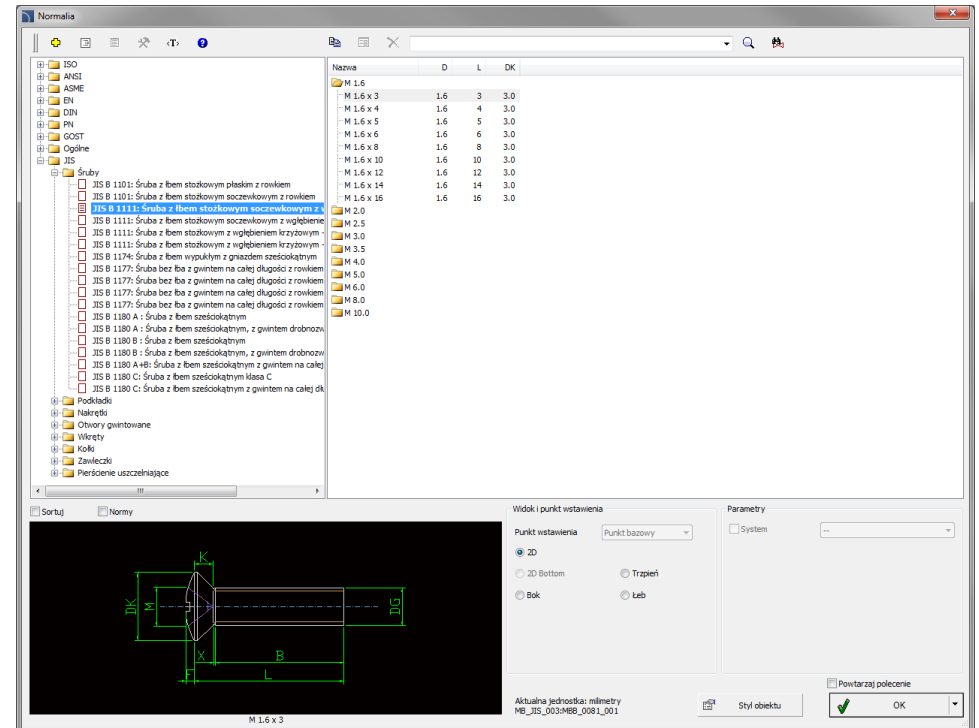 Normalia
Nazwa D L DK
ISO
ANSI
ASME
EN
DIN
PN
GOST
Ogólne
JIS
Śruby
JIS B 1101: Śruba z łbem stożkowym płaskim z rowkiem
JIS B 1101: Śruba z łbem stożkowym soczewkowym z rowkiem
JIS B 1111: Śruba z łbem stożkowym soczewkowym z
JIS B 1111: Śruba z łbem stożkowym soczewkowym z wgłębienie
JIS B 1111: Śruba z łbem stożkowym z wgłębieniem krzyżowym -
JIS B 1111: Śruba z łbem stożkowym z wgłębieniem krzyżowym -
JIS B 1174: Śruba z łbem wypukłym z gniazdem sześciokątnym
JIS B 1177: Śruba bez łba z gwintem na całej długości z rowkiem
JIS B 1177: Śruba bez łba z gwintem na całej długości z rowkiem
JIS B 1177: Śruba bez łba z gwintem na całej długości z rowkiem
JIS B 1177: Śruba bez łba z gwintem na całej długości z rowkiem
JIS B 1180 A : Śruba z łbem sześciokątnym
JIS B 1180 A : Śruba z łbem sześciokątnym, z gwintem drobnozw
JIS B 1180 B : Śruba z łbem sześciokątnym
JIS B 1180 B : Śruba z łbem sześciokątnym, z gwintem drobnozw
JIS B 1180 A+B: Śruba z łbem sześciokątnym z gwintem na całej
JIS B 1180 C: Śruba z łbem sześciokątnym klasa C
JIS B 1180 C: Śruba z łbem sześciokątnym z gwintem na całej dł
Podkładki
Nakrętki
Otwory gwintowane
Wkręty
Kołki
Zawleczki
Pierścienie uszczelniające
M 1.6
M 1.6 x 3 1.6 3 3.0
M 1.6 x 4 1.6 4 3.0
M 1.6 x 5 1.6 5 3.0
M 1.6 x 6 1.6 6 3.0
M 1.6 x 8 1.6 8 3.0
M 1.6 x 10 1.6 10 3.0
M 1.6 x 12 1.6 12 3.0
M 1.6 x 14 1.6 14 3.0
M 1.6 x 16 1.6 16 3.0
M 2.0
M 2.5
M 3.0
M 3.5
M 4.0
M 5.0
M 6.0
M 8.0
M 10.0
Sortuj Normy
K
DK M DG
X B
F L
M 1.6 x 3
Widok i punkt wstawienia
Punkt wstawienia Punkt bazowy
2D
2D Bottom Trzpień
Bok Łeb
Parametry
System --
Aktualna jednostka: milimetry
MB_JIS_003:MBB_0081_001
Styl obiektu
Powtarzaj polecenie
OK